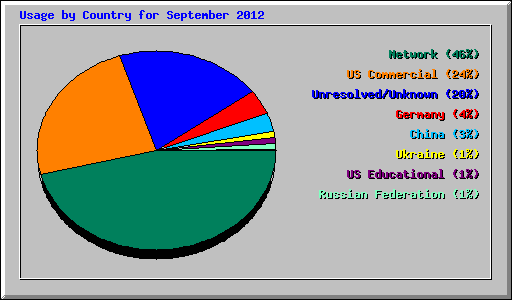 Usage by Country for September 2012
Network (46%)
US Commercial (24%)
Unresolved/Unknown (20%)
Germany (4%)
China (3%)
Ukraine (1%)
US Educational (1%)
Russian Federation (1%)